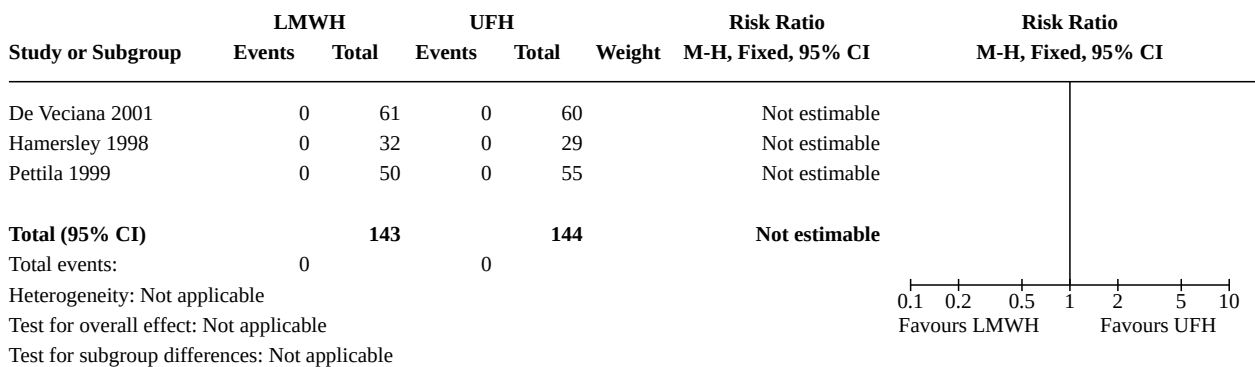 LMWH UFH Risk Ratio Risk Ratio
Study or Subgroup Events Total Events Total Weight M-H, Fixed, 95% CI M-H, Fixed, 95% CI
De Veciana 2001 0 61 0 60 Not estimable
Hamersley 1998 0 32 0 29 Not estimable
Pettila 1999 0 50 0 55 Not estimable
Total (95% CI) 143 144 Not estimable
Total events: 0 0
Heterogeneity: Not applicable
0.1 0.2 0.5 1 2 5 10
Test for overall effect: Not applicable
Favours LMWH Favours UFH
Test for subgroup differences: Not applicable